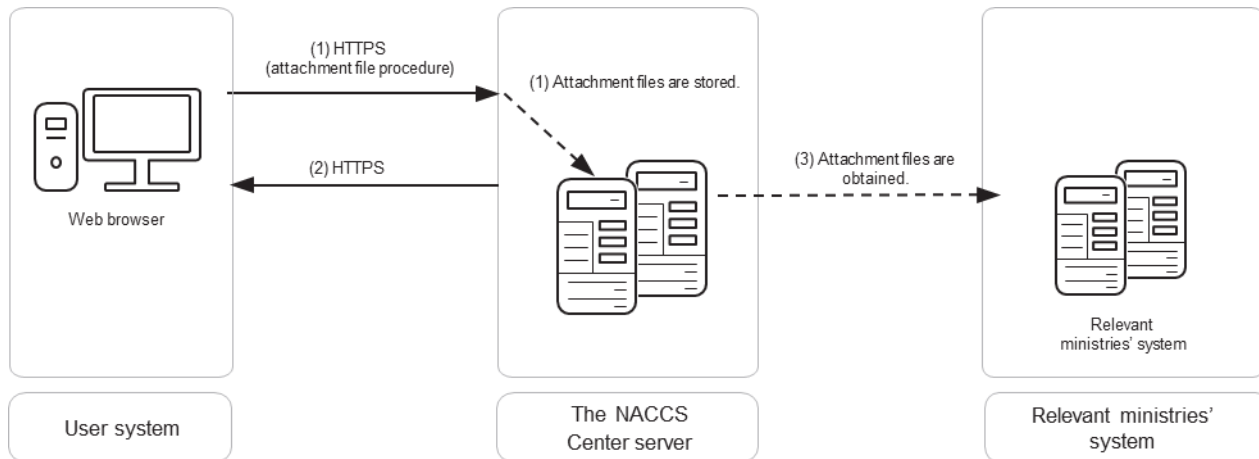 (1) HTTPS
(attachment file procedure)
(1) Attachment files are stored.
(2) HTTPS
(3) Attachment files are
obtained.
Web browser
Relevant
ministries' system
User system
The NACCS
Center server
Relevant ministries'
system